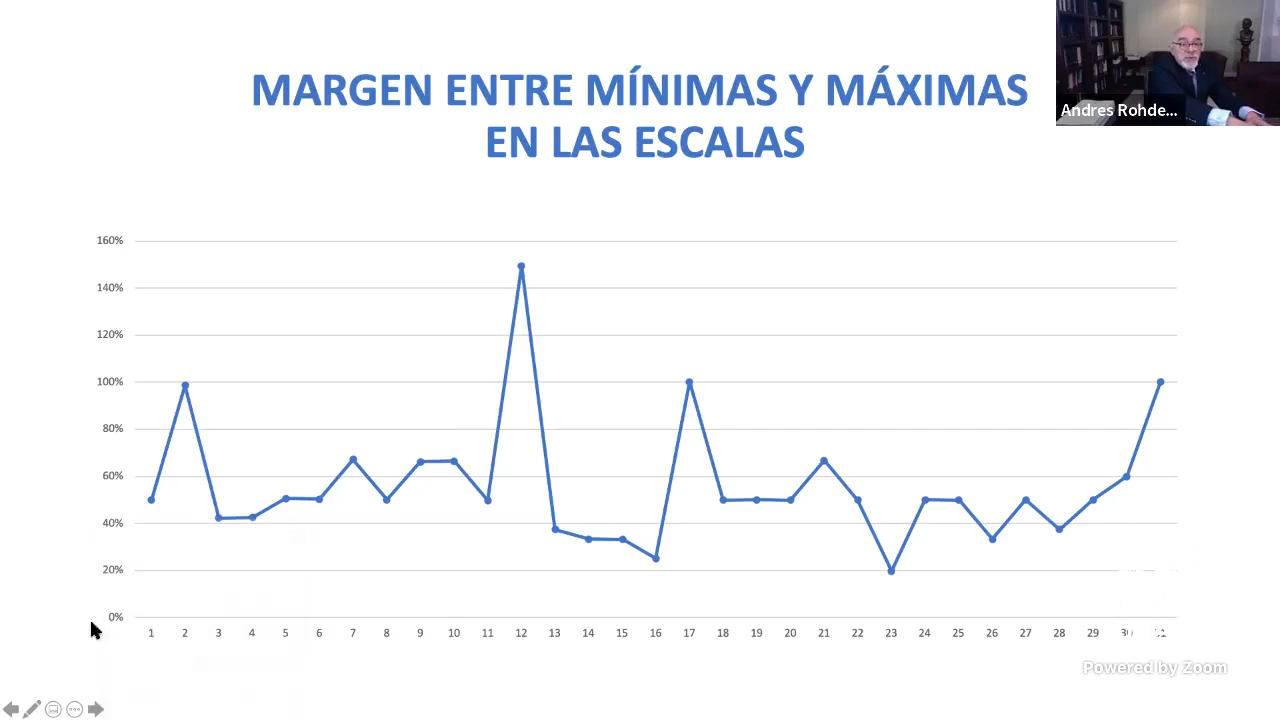 MARGEN ENTRE MÍNIMAS Y MÁXIMAS
EN LAS ESCALAS
Andres Rohde...
160%
140%
120%
100%
80%
60%
40%
20%
0%
1 2 3 4 5 6 7 8 9 10 11 12 13 14 15 16 17 18 19 20 21 22 23 24 25 26 27 28 29
Powered by Zoom